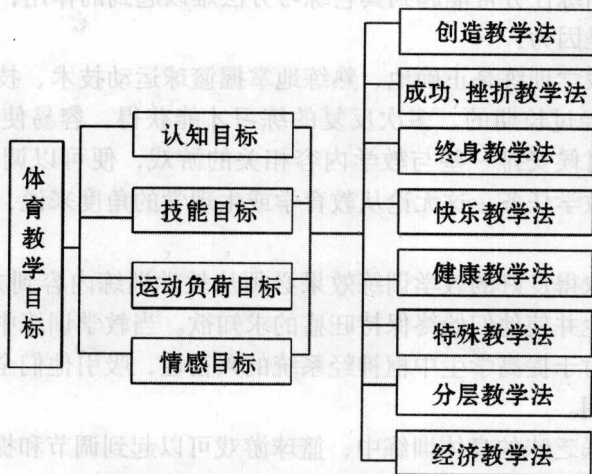 体育教学目标
认知目标
技能目标
运动负荷目标
情感目标
创造教学法
成功,挫折教学法
终身教学法
快乐教学法
健康教学法
特殊教学法
分层教学法
经济教学法